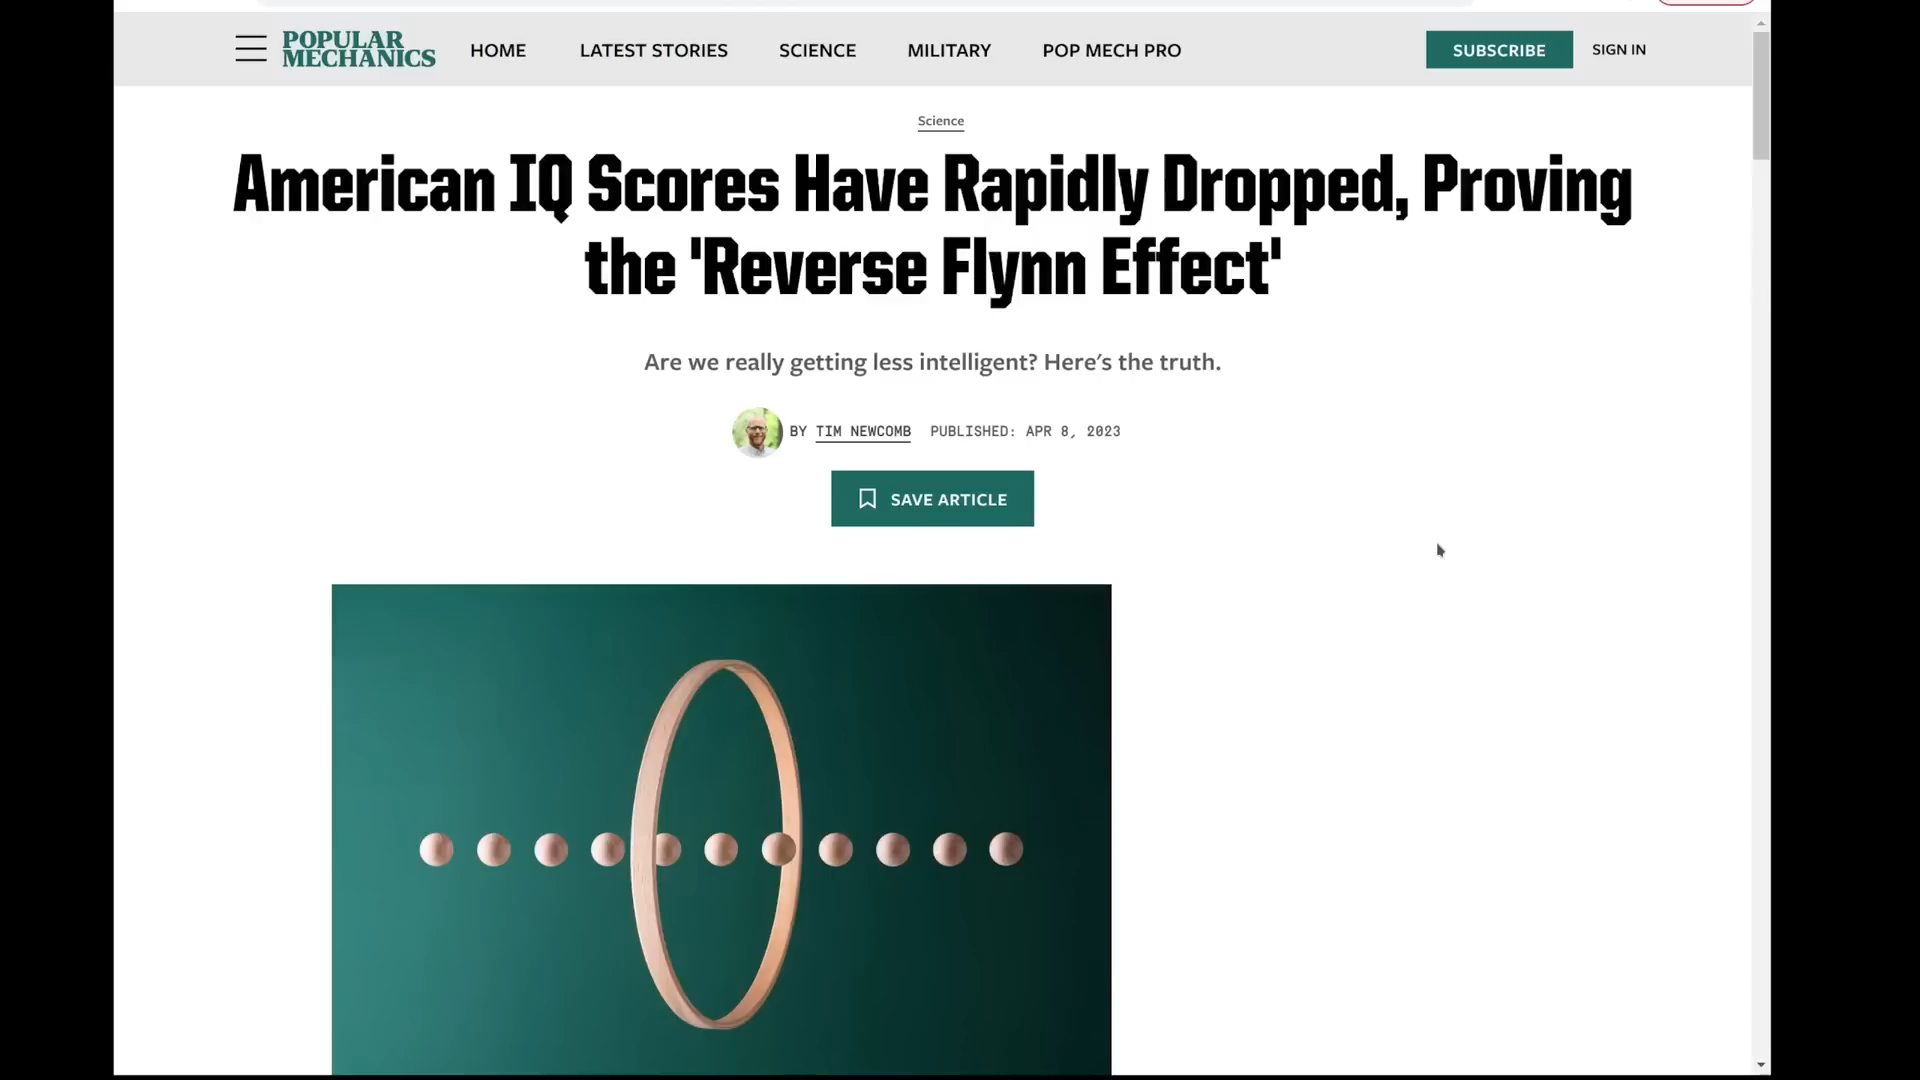 POPULAR
MECHANICS
HOME
LATEST STORIES
SCIENCE
MILITARY
POP MECH PRO
SUBSCRIBE
SIGN IN
Science
American IQ Scores Have Rapidly Dropped, Proving
the 'Reverse Flynn Effect'
Are we really getting less intelligent? Here's the truth.
BY TIM NEWCOMB PUBLISHED: APR 8, 2023
SAVE ARTICLE